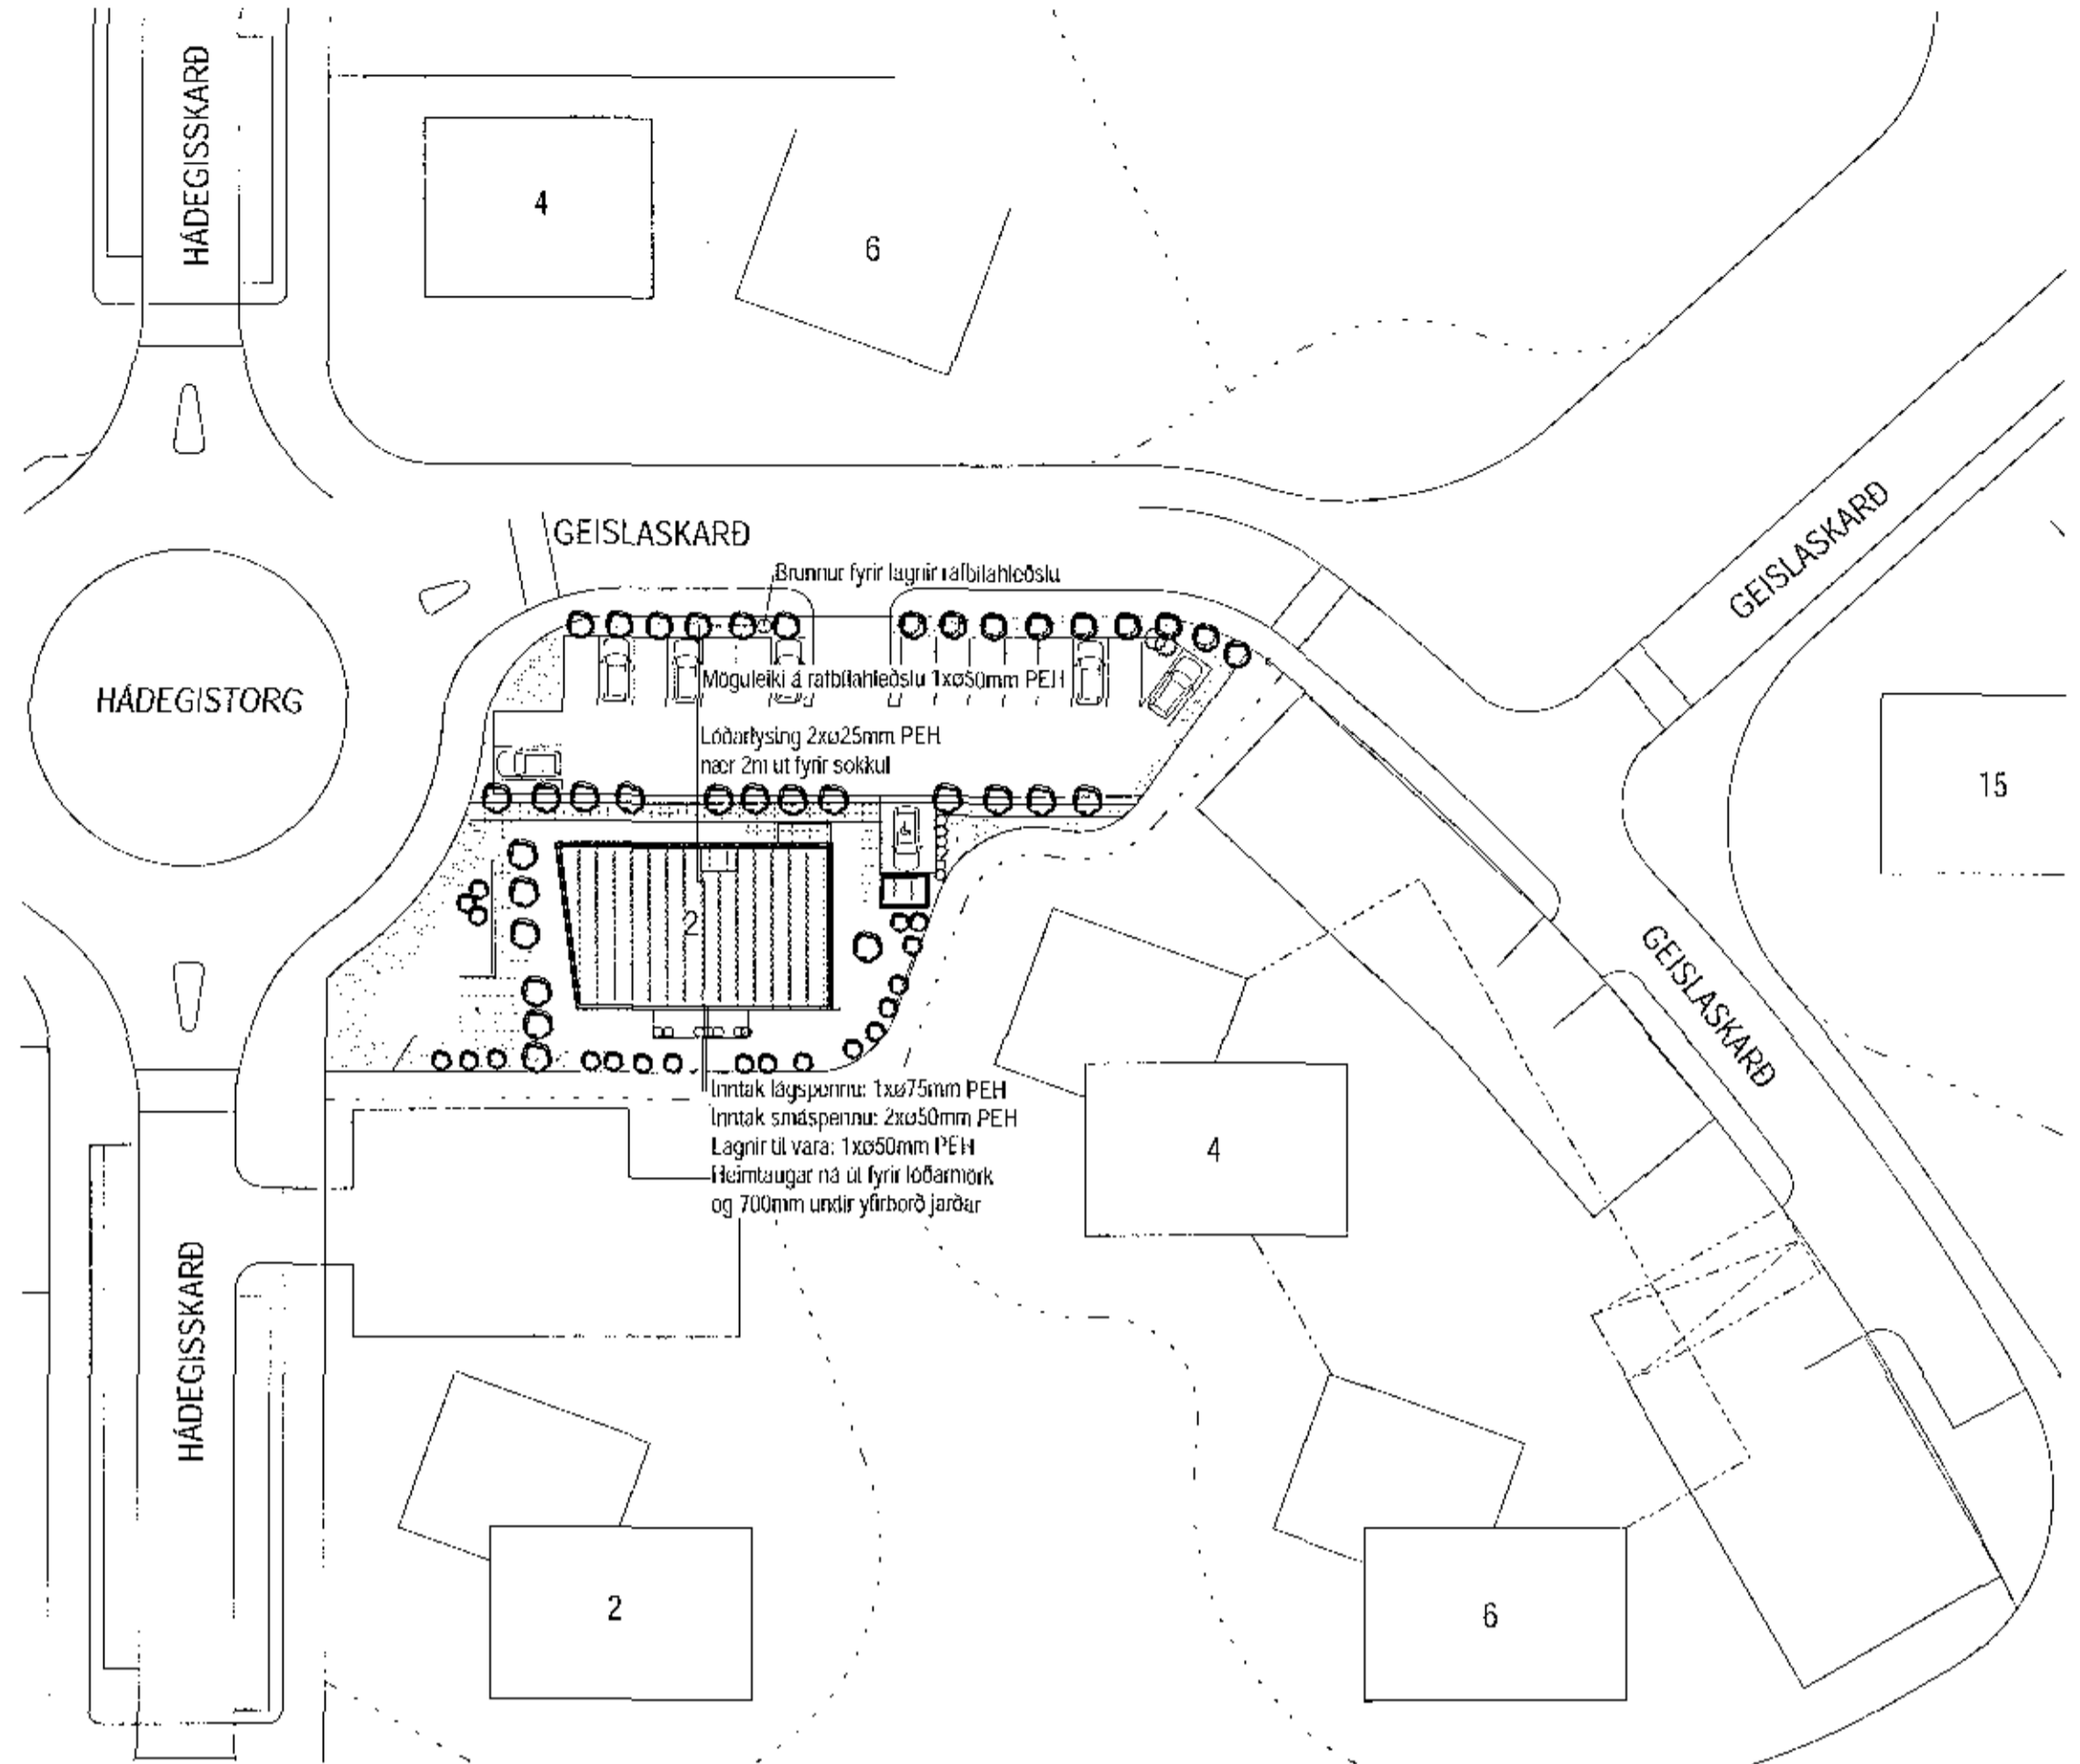 HÁDEGISSKARÐ
4
6
GEISLASKARÐ
GEISLASKARÐ
Brunnur fyrir lagnir rafbílahleðslu
HÁDEGISTORG
Möguleiki á rafbílahleðslu 1xø50mm PEH
Lóðarlýsing 2xø25mm PEH
nær 2m út fyrir sökkul
15
2
GEISLASKARÐ
Inntak lágspennu: 1xø75mm PEH
Inntak smáspennu: 2xø50mm PEH
Lagnir til vara: 1xø50mm PEH
Heimtaugar ná út fyrir lóðarmörk
og 700mm undir yfirborð jarðar
4
HÁDEGISSKARÐ
2
6